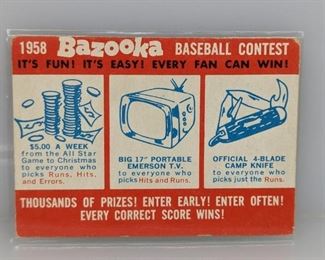 1958 Bazooka BASEBALL CONTEST
IT'S FUN! IT'S EASY! EVERY FAN CAN WIN!
$5.00 A WEEK
from the All Star
Game to Christmas
to everyone who
picks Runs, Hits,
and Errors.
BIG 17" PORTABLE
EMERSON T.V.
to everyone who
picks Hits and Runs.
OFFICIAL 4-BLADE
CAMP KNIFE
to everyone who
picks just the Runs.
THOUSANDS OF PRIZES! ENTER EARLY! ENTER OFTEN!
EVERY CORRECT SCORE WINS!